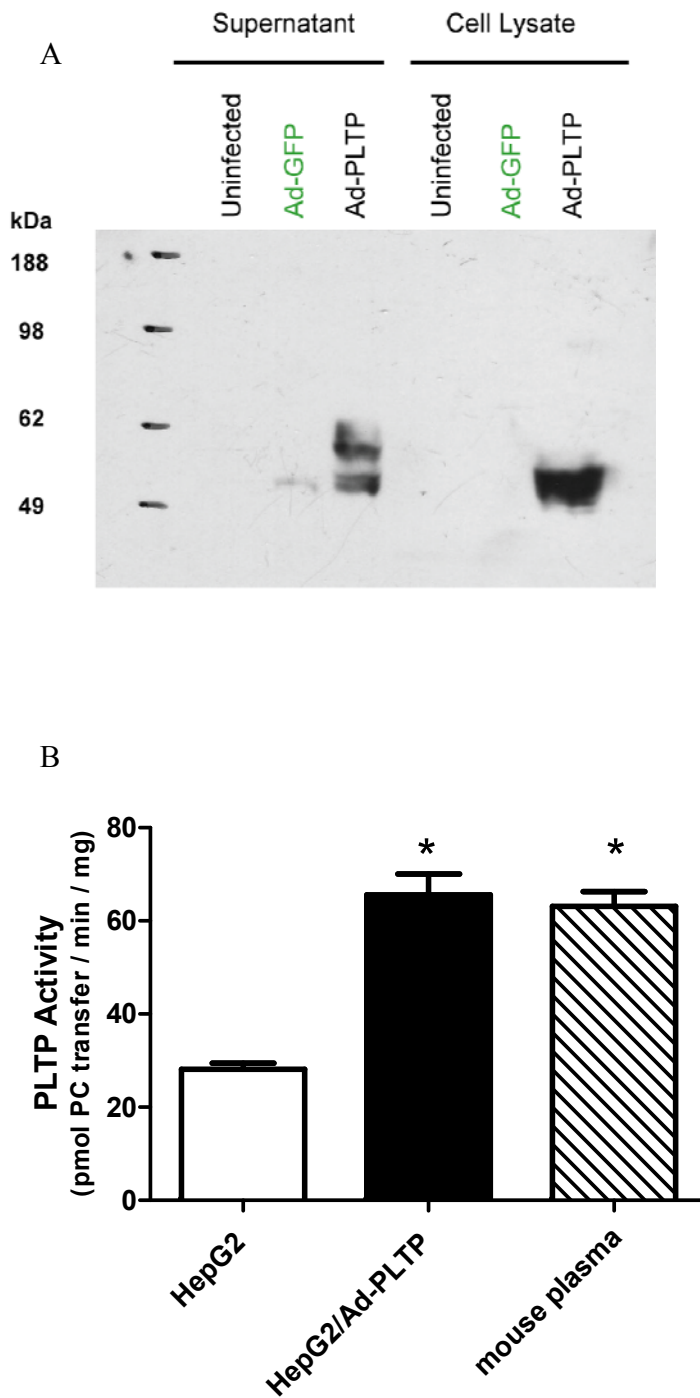 A
Supernatant
Cell Lysate
Uninfected
Ad-GFP
Ad-PLTP
Uninfected
Ad-GFP
Ad-PLTP
kDa
188
98
62
49
B
PLTP Activity
(pmol PC transfer / min / mg)
80
60
40
20
0
*
*
HepG2
HepG2/Ad-PLTP
mouse plasma